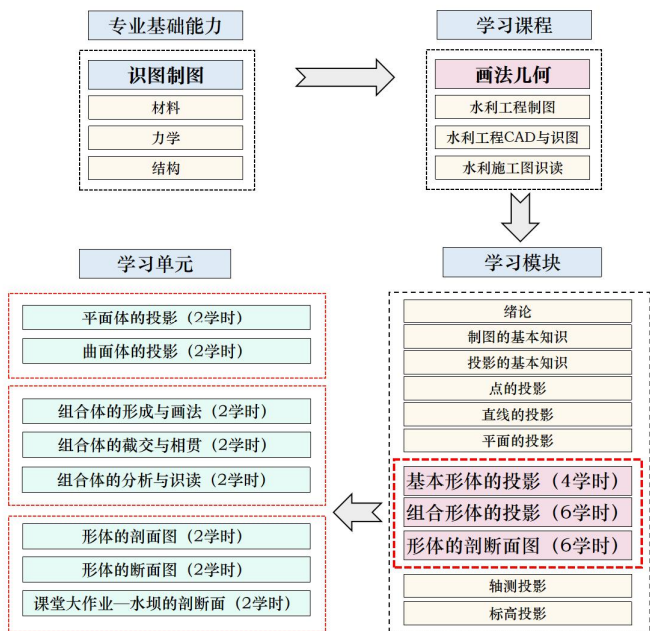 专业基础能力
识图制图
材料
力学
结构
学习课程
画法几何
水利工程制图
水利工程CAD与识图
水利施工图识读
学习模块
绪论
制图的基本知识
投影的基本知识
点的投影
直线的投影
平面的投影
基本形体的投影（4学时）
组合形体的投影（6学时）
形体的剖断面图（6学时）
轴测投影
标高投影
学习单元
平面体的投影（2学时）
曲面体的投影（2学时）
组合体的形成与画法（2学时）
组合体的截交与相贯（2学时）
组合体的分析与识读（2学时）
形体的剖面图（2学时）
形体的断面图（2学时）
课堂大作业—水坝的剖断面（2学时）